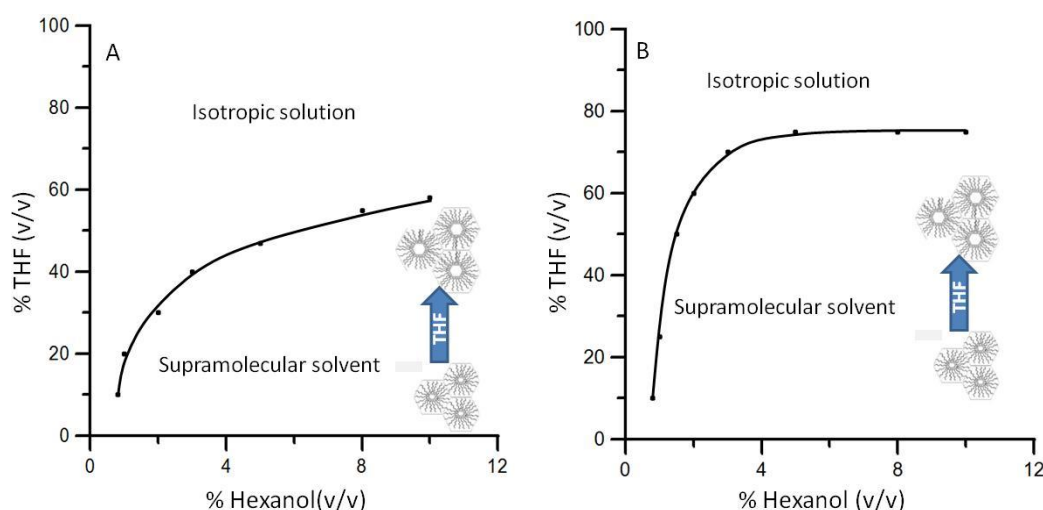 A
100
80
60
40
20
0
% THF (v/v)
Isotropic solution
Supramolecular solvent
THF
0
4
8
12
% Hexanol(v/v)
B
100
80
60
40
20
0
% THF (v/v)
Isotropic solution
Supramolecular solvent
THF
0
4
8
12
% Hexanol (v/v)